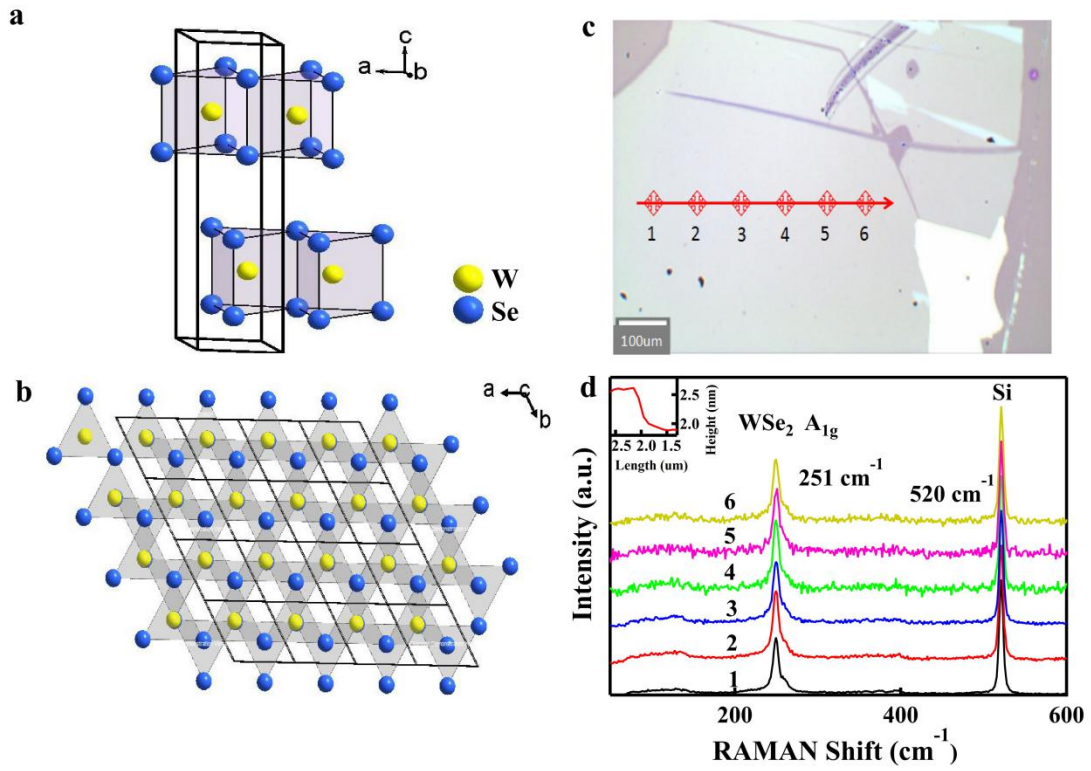 a
c
a
b
W
Se
b
a
c
b
c
1 2 3 4 5 6
100um
d
2.5
2.0
Height (nm)
2.5 2.0 1.5
Length (um)
WSe₂ A₁g
251 cm⁻¹
Si
520 cm⁻¹
6
5
4
3
2
1
Intensity (a.u.)
200 400 600
RAMAN Shift (cm⁻¹)